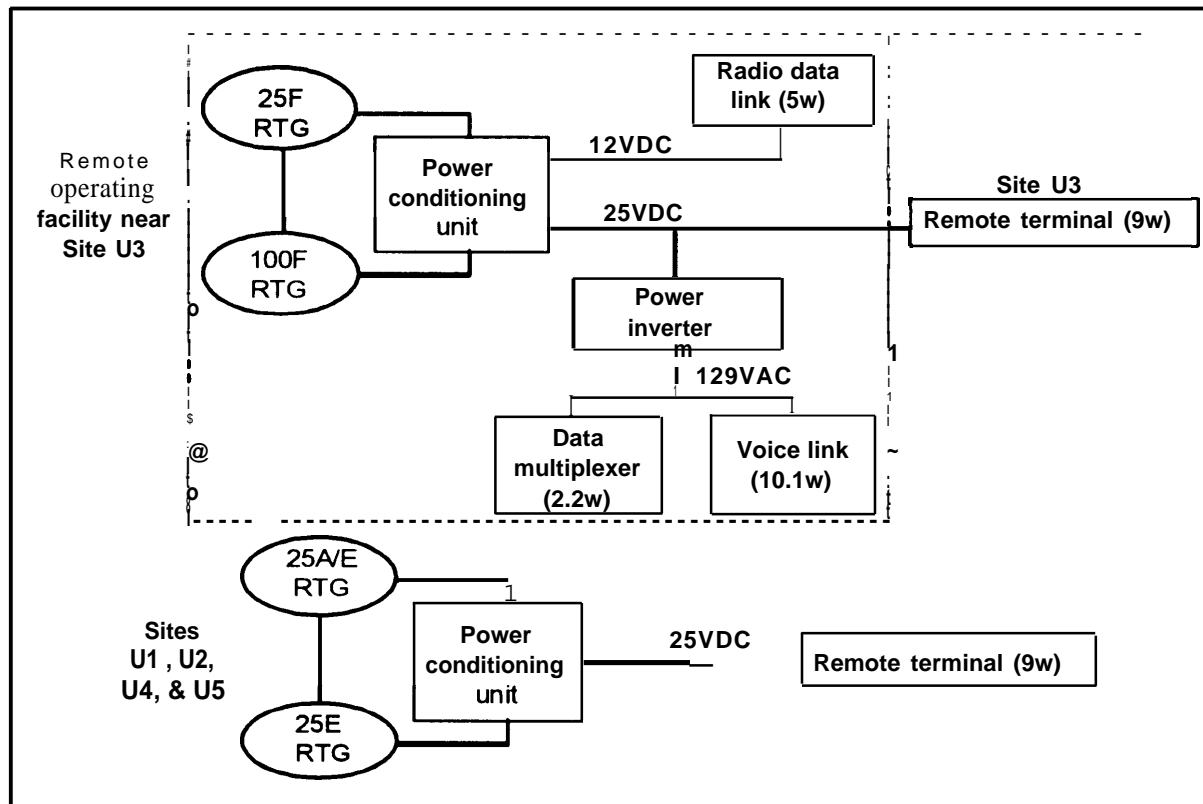 25F
RTG
Radio data
link (5w)
12VDC
Remote
operating
facility near
Site U3
Power
conditioning
unit
25VDC
Site U3
Remote terminal (9w)
100F
RTG
Power
inverter
129VAC
Data
multiplexer
(2.2w)
Voice link
(10.1w)
25A/E
RTG
Sites
U1 , U2,
U4, & U5
Power
conditioning
unit
25VDC
Remote terminal (9w)
25E
RTG